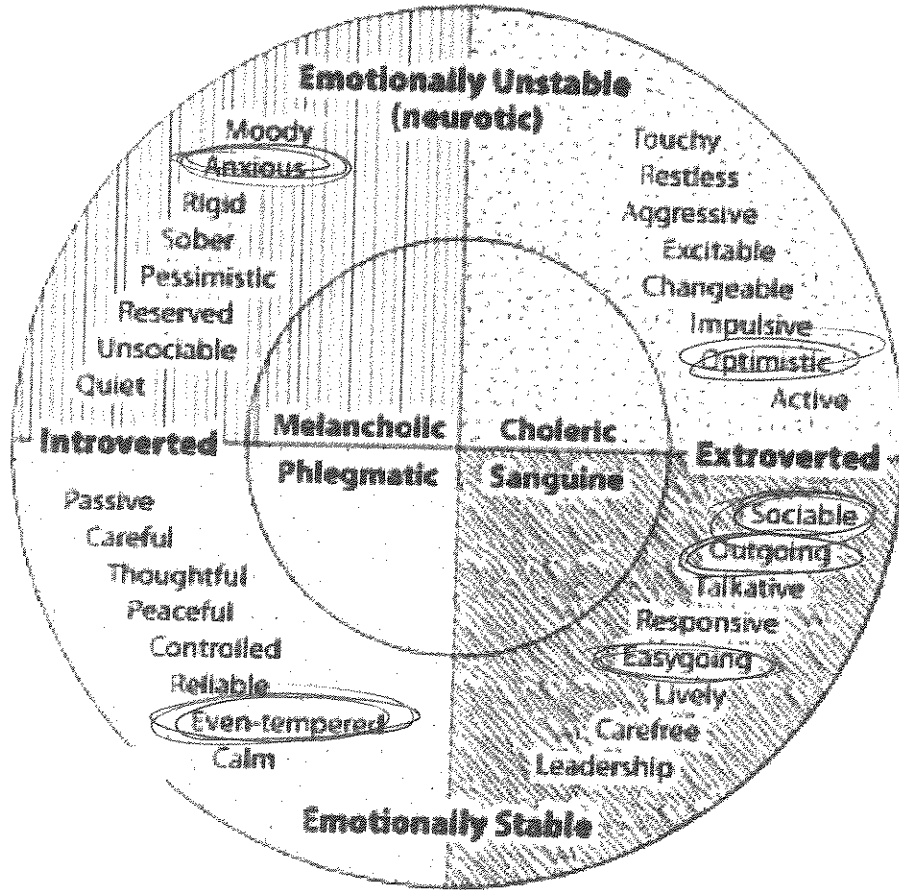 Emotionally Unstable
(neurotic)
Moody
Anxious
Rigid
Sober
Pessimistic
Reserved
Unsociable
Quiet
Touchy
Restless
Aggressive
Excitable
Changeable
Impulsive
Optimistic
Active
Introverted
Melancholic
Choleric
Extroverted
Phlegmatic
Sanguine
Passive
Careful
Thoughtful
Peaceful
Controlled
Reliable
Even-tempered
Calm
Sociable
Outgoing
Talkative
Responsive
Easygoing
Lively
Carefree
Leadership
Emotionally Stable